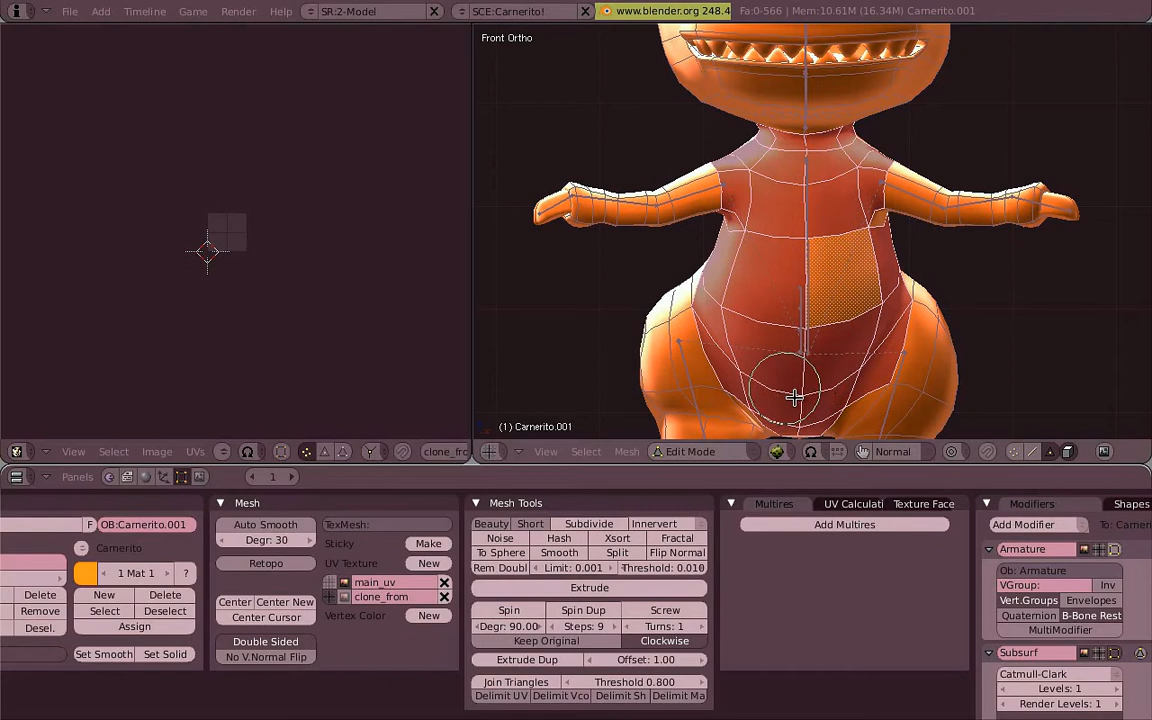 File Add Timeline Game Render Help SR:2-Model SCE:Carnerito! www.blender.org 248.4 Fa:0-566 | Mem:10.61M (16.34M) Carnerito.001
Front Ortho
(1) Carnerito.001
View Select Image UVs clone_frc
View Select Mesh Edit Mode Normal
Panels 1
Mesh
Mesh Tools
Multires UV Calculati Texture Face
Modifiers Shapes
F OB:Carnerito.001
Carnerito
1 Mat 1 ?
New Delete
Remove Select Deselect
Desel. Assign
Set Smooth Set Solid
Auto Smooth
Degr: 30
Retopo
Center Center New
Center Cursor
Double Sided
No V.Normal Flip
TexMesh:
Sticky Make
UV Texture New
main_uv
clone_from
Vertex Color New
Beauty Short Subdivide Innervert
Noise Hash Xsort Fractal
To Sphere Smooth Split Flip Normal
Rem Doubl Limit: 0.001 Threshold: 0.010
Extrude
Spin Spin Dup Screw
Degr: 90.00 Steps: 9 Turns: 1
Keep Original Clockwise
Extrude Dup Offset: 1.00
Join Triangles Threshold 0.800
Delimit UV Delimit Vco Delimit Sh Delimit Ma
Add Multires
Add Modifier To: Carneri
Armature
Ob: Armature
VGroup: Inv
Vert.Groups Envelopes
Quaternion B-Bone Rest
MultiModifier
Subsurf
Catmull-Clark
Levels: 1
Render Levels: 1